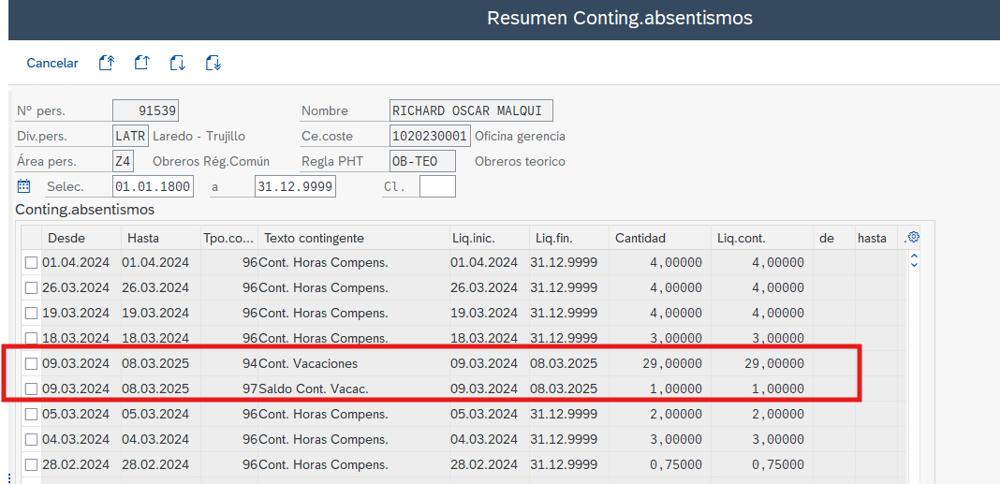 Resumen Conting.absentismos
Cancelar
Nº pers. 91539 Nombre RICHARD OSCAR MALQUI
Div.pers. LATR Laredo - Trujillo Ce.coste 1020230001 Oficina gerencia
Área pers. Z4 Obreros Rég.Común Regla PHT OB-TEO Obreros teorico
Selec. 01.01.1800 a 31.12.9999 Cl.
Conting.absentismos
Desde Hasta Tpo.co... Texto contingente Liq.inic. Liq.fin. Cantidad Liq.cont. de hasta .
01.04.2024 01.04.2024 96 Cont. Horas Compens. 01.04.2024 31.12.9999 4,00000 4,00000
26.03.2024 26.03.2024 96 Cont. Horas Compens. 26.03.2024 31.12.9999 4,00000 4,00000
19.03.2024 19.03.2024 96 Cont. Horas Compens. 19.03.2024 31.12.9999 4,00000 4,00000
18.03.2024 18.03.2024 96 Cont. Horas Compens. 18.03.2024 31.12.9999 3,00000 3,00000
09.03.2024 08.03.2025 94 Cont. Vacaciones 09.03.2024 08.03.2025 29,00000 29,00000
09.03.2024 08.03.2025 97 Saldo Cont. Vacac. 09.03.2024 08.03.2025 1,00000 1,00000
05.03.2024 05.03.2024 96 Cont. Horas Compens. 05.03.2024 31.12.9999 2,00000 2,00000
04.03.2024 04.03.2024 96 Cont. Horas Compens. 04.03.2024 31.12.9999 3,00000 3,00000
28.02.2024 28.02.2024 96 Cont. Horas Compens. 28.02.2024 31.12.9999 0,75000 0,75000